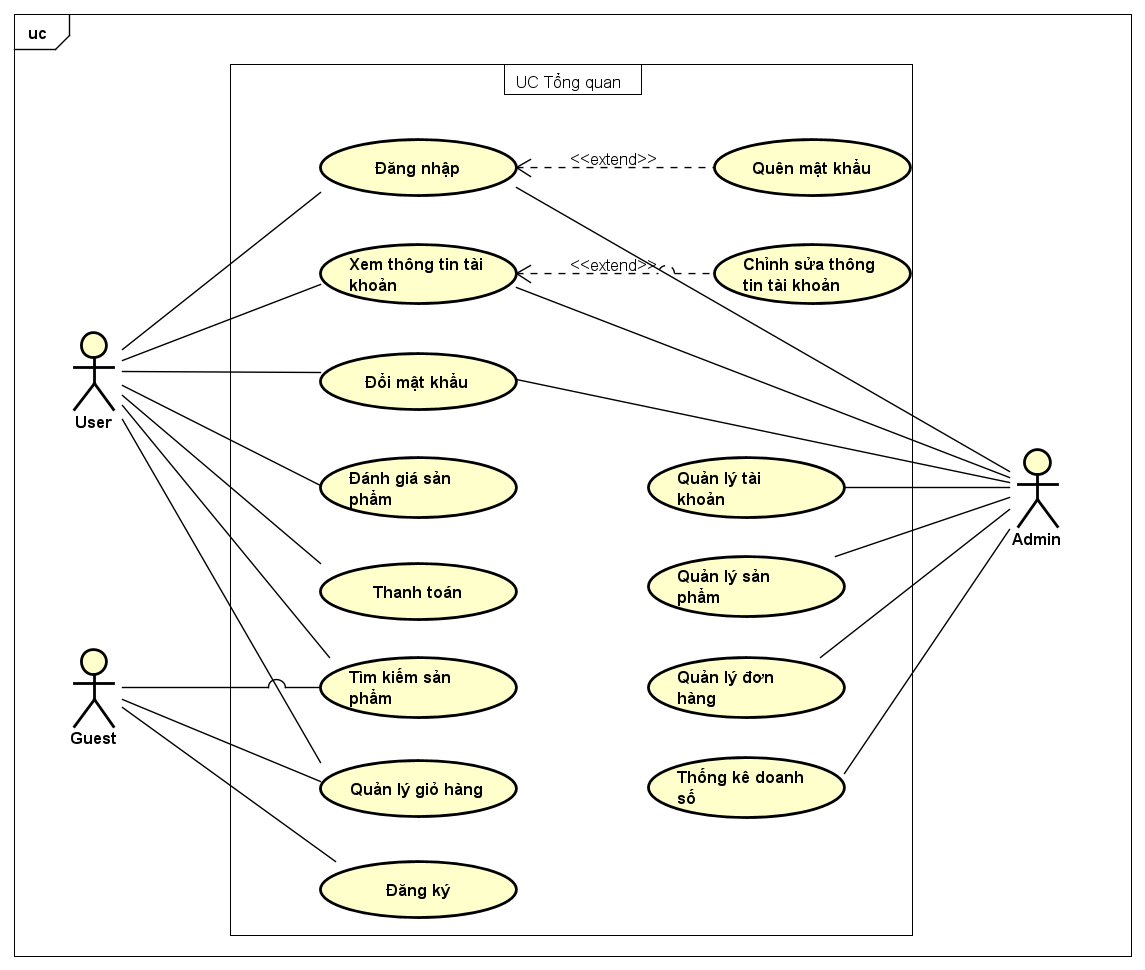 uc
UC Tổng quan
Đăng nhập
<<extend>>
Quên mật khẩu
Xem thông tin tài
khoản
<<extend>>
Chỉnh sửa thông
tin tài khoản
User
Đổi mật khẩu
Đánh giá sản
phẩm
Quản lý tài
khoản
Admin
Thanh toán
Quản lý sản
phẩm
Guest
Tìm kiếm sản
phẩm
Quản lý đơn
hàng
Quản lý giỏ hàng
Thống kê doanh
số
Đăng ký